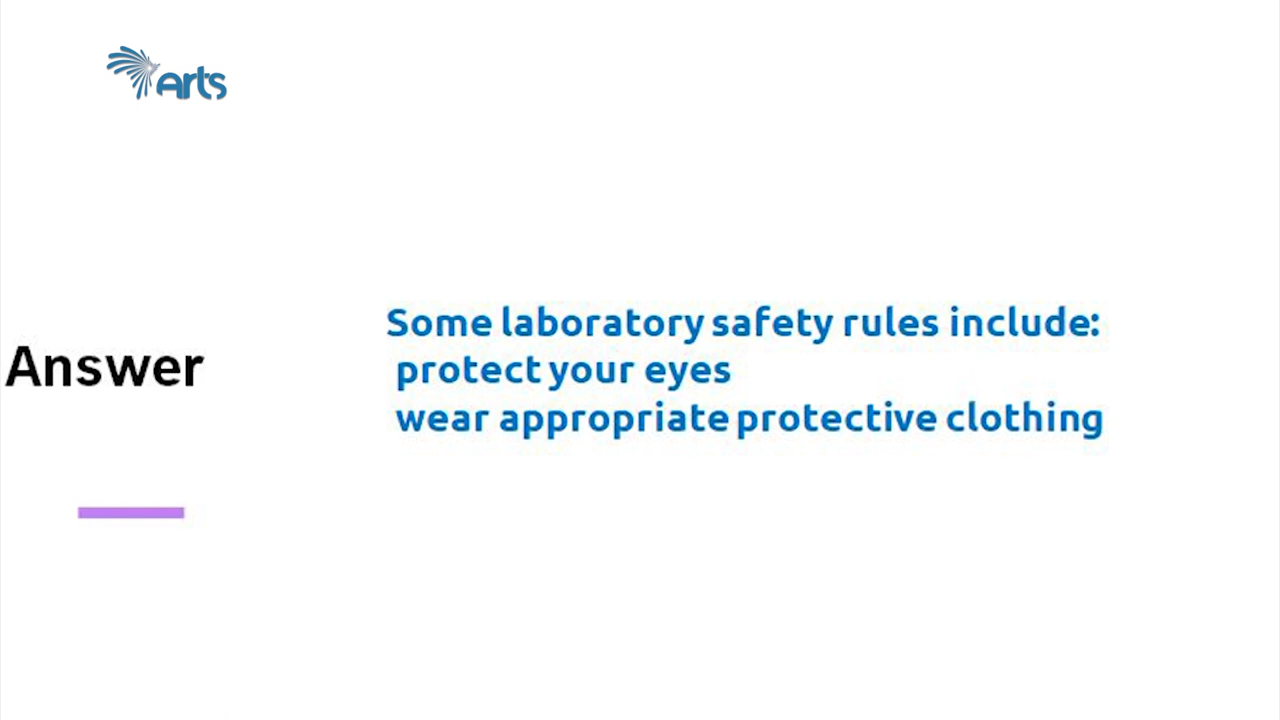 arts
Answer
Some laboratory safety rules include:
protect your eyes
wear appropriate protective clothing